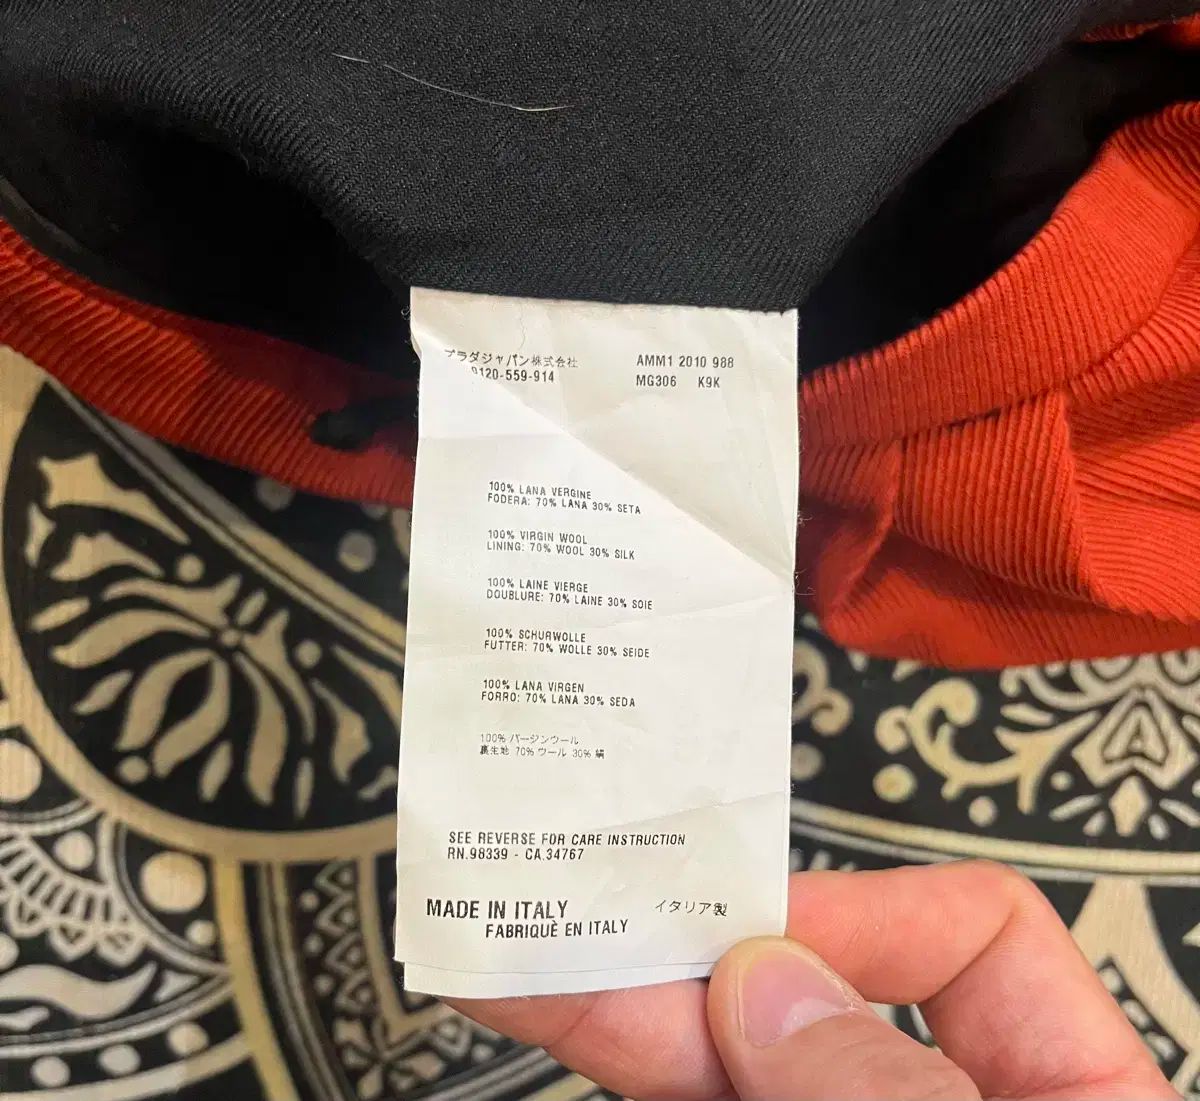 プラダジャパン株式会社
0120-559-914
AMM1 2010 988
MG306 K9K
100% LANA VERGINE
FODERA: 70% LANA 30% SETA
100% VIRGIN WOOL
LINING: 70% WOOL 30% SILK
100% LAINE VIERGE
DOUBLURE: 70% LAINE 30% SOIE
100% SCHURWOLLE
FUTTER: 70% WOLLE 30% SEIDE
100% LANA VIRGEN
FORRO: 70% LANA 30% SEDA
100% バージンウール
裏生地 70% ウール 30% 絹
SEE REVERSE FOR CARE INSTRUCTION
RN.98339 - CA.34767
MADE IN ITALY
FABRIQUÈ EN ITALY
イタリア製